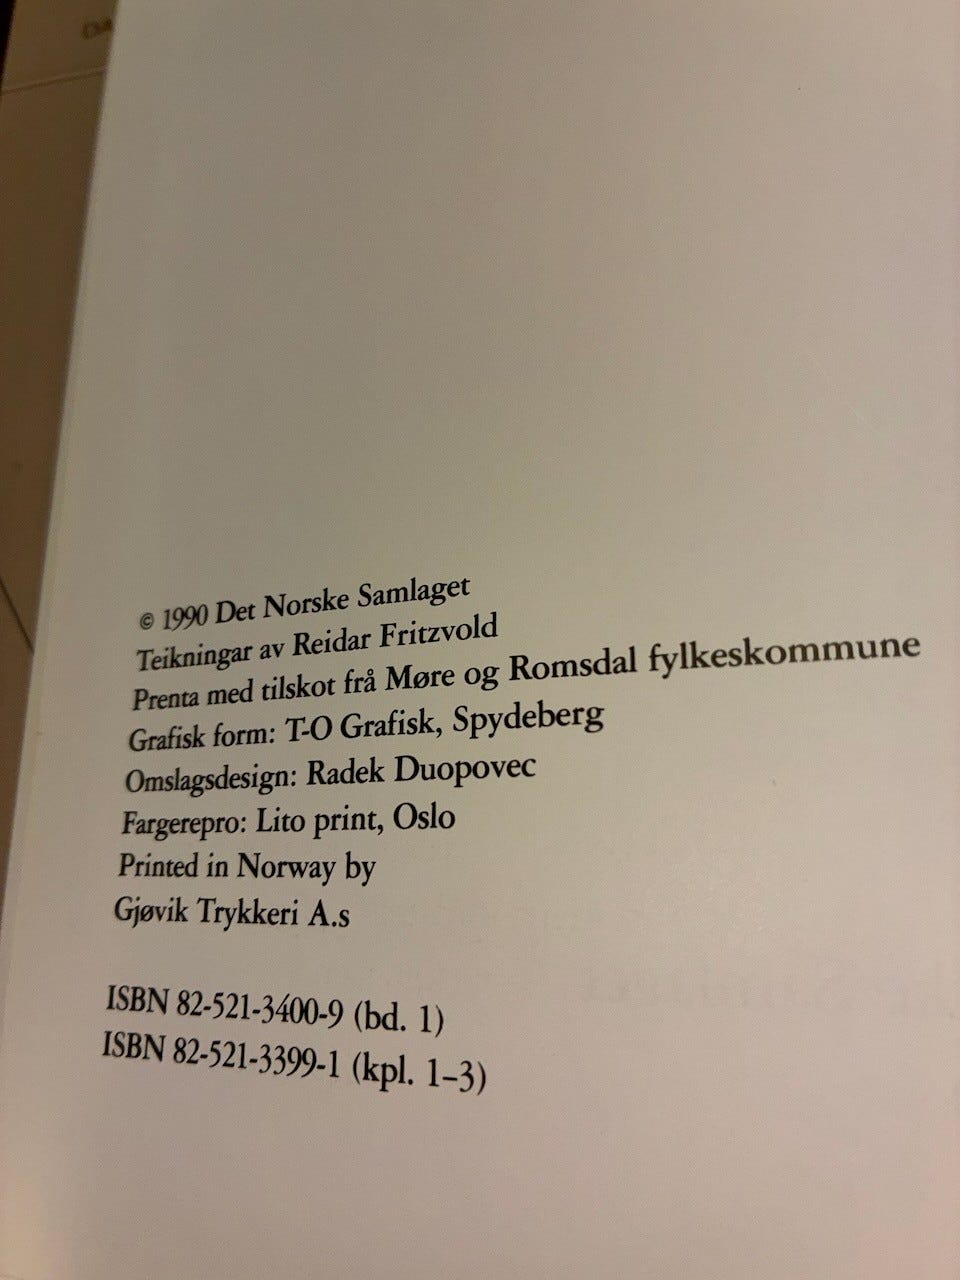 © 1990 Det Norske Samlaget
Teikningar av Reidar Fritzvold
Prenta med tilskot frå Møre og Romsdal fylkeskommune
Grafisk form: T-O Grafisk, Spydeberg
Omslagsdesign: Radek Duopovec
Fargerepro: Lito print, Oslo
Printed in Norway by
Gjøvik Trykkeri A.s
ISBN 82-521-3400-9 (bd. 1)
ISBN 82-521-3399-1 (kpl. 1–3)